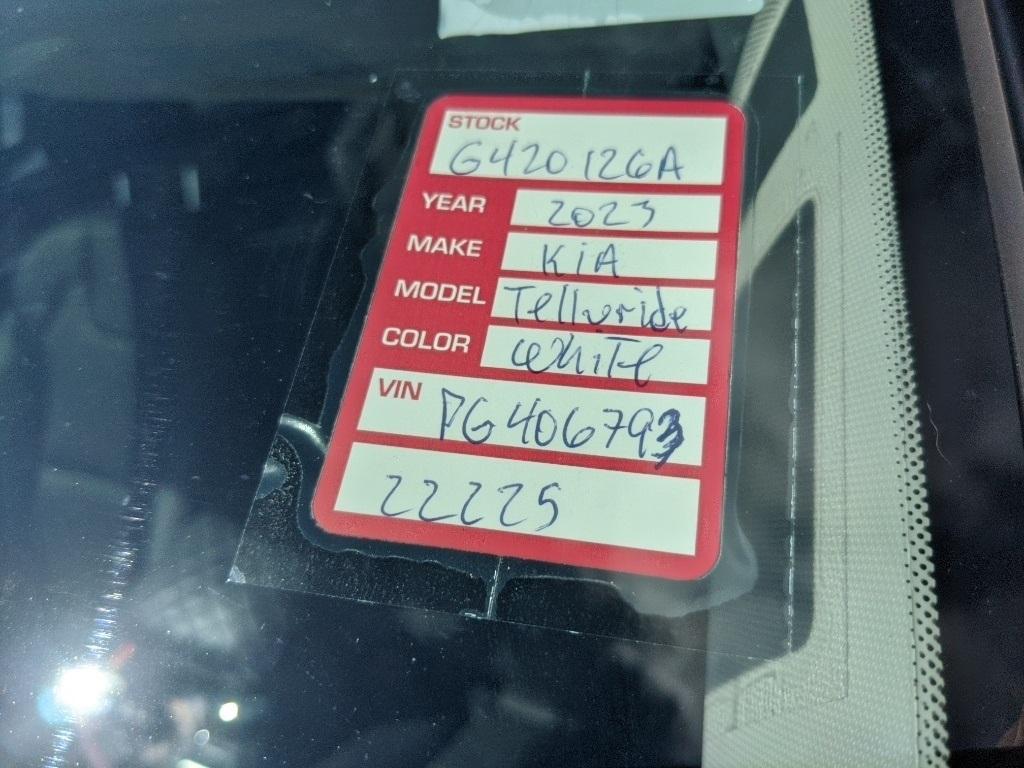 STOCK
G420126A
YEAR 2023
MAKE KiA
MODEL Telluride
COLOR WHITE
VIN PG406793
22225